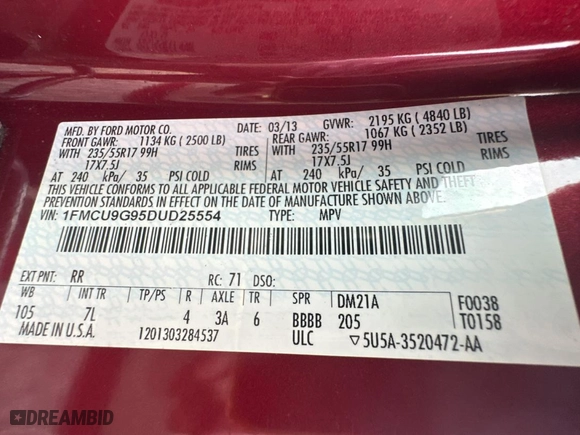 MFD. BY FORD MOTOR CO. 03/13 GVWR: 2195 KG ( 4840 LB)
FRONT GAWR: 1134 KG ( 2500 LB) REAR GAWR: 1067 KG ( 2352 LB)
WITH 235/55R17 99H TIRES WITH 235/55R17 99H TIRES
17X7.5J RIMS 17X7.5J RIMS
AT 240 kPa/ 35 PSI COLD AT 240 kPa/ 35 PSI COLD
THIS VEHICLE CONFORMS TO ALL APPLICABLE FEDERAL MOTOR VEHICLE SAFETY AND THEFT
PREVENTION STANDARDS IN EFFECT ON THE DATE OF MANUFACTURE SHOWN ABOVE.
VIN: 1FMCU9G95DUD25554 TYPE: MPV
EXT PNT: RR RC: 71 DSO:
WB INT TR TP/PS R AXLE TR SPR DM21A F0038
105 7L 4 3A 6 BBBB 205 T0158
MADE IN U.S.A. 1201303284537 ULC ▽5U5A-3520472-AA
DREAMBID